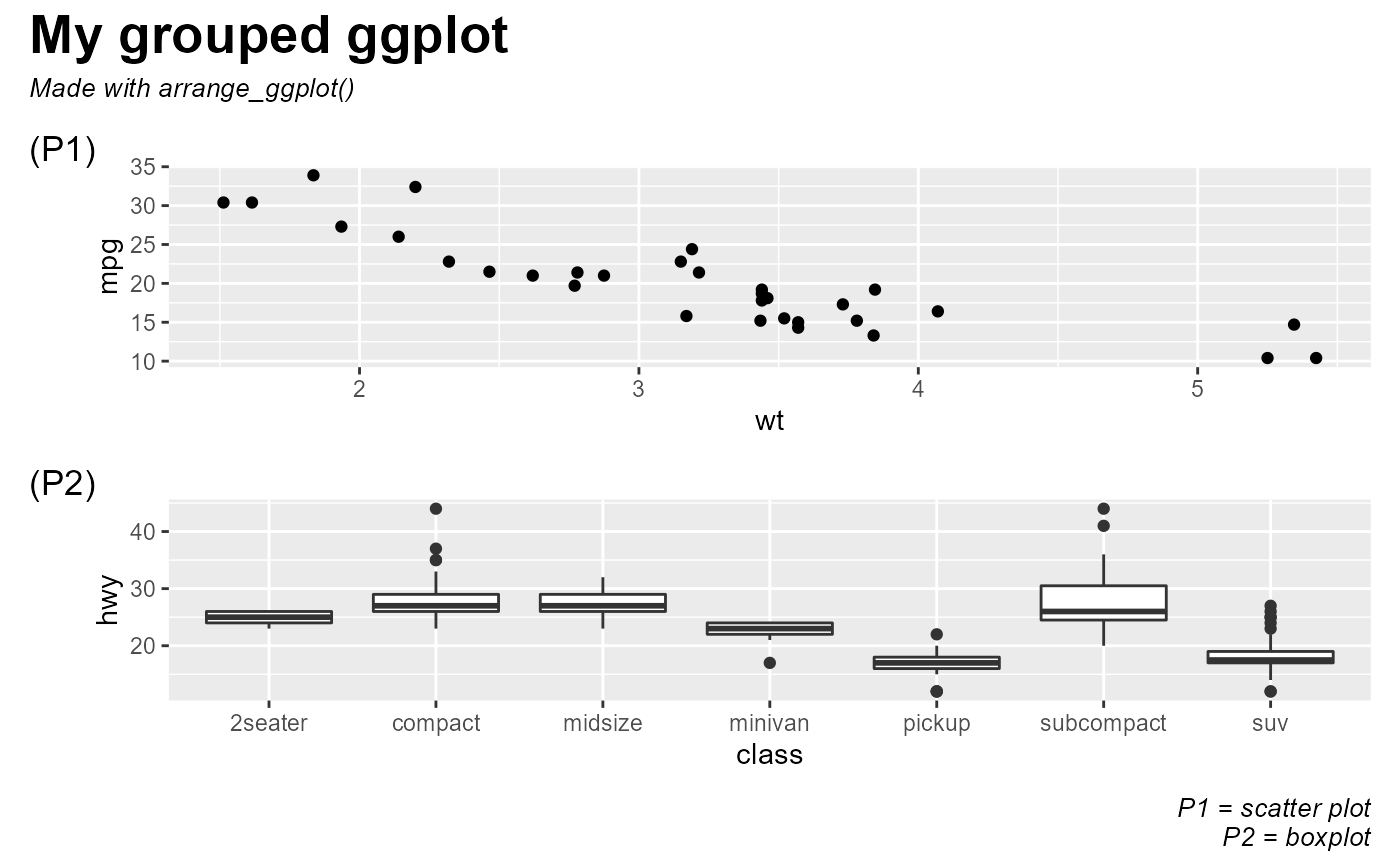 My grouped ggplot
Made with arrange_ggplot()
(P1)
35
30
25
20
15
10
mpg
2 3 4 5
wt
(P2)
40
30
20
hwy
2seater compact midsize minivan pickup subcompact suv
class
P1 = scatter plot
P2 = boxplot